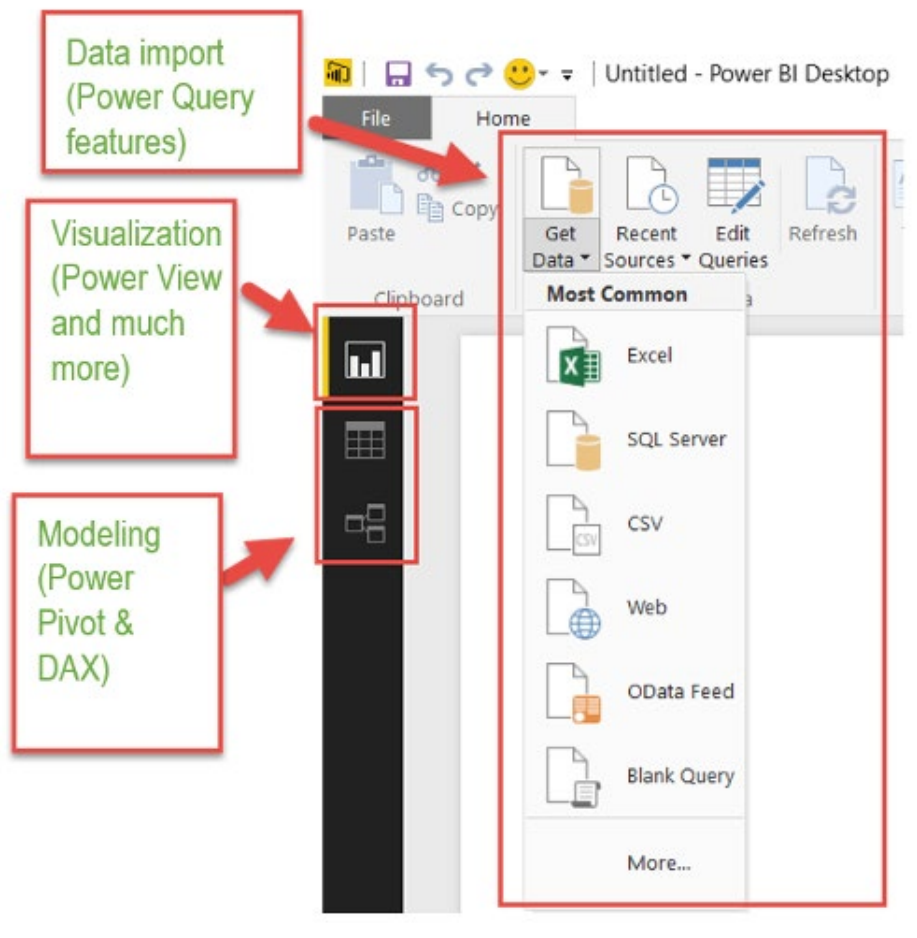 Data import
(Power Query
features)
Visualization
(Power View
and much
more)
Modeling
(Power
Pivot &
DAX)
Untitled - Power BI Desktop
File
Home
Paste
Copy
Clipboard
Get
Data
Recent
Sources
Edit
Queries
Refresh
Most Common
Excel
SQL Server
CSV
CSV
Web
OData Feed
Blank Query
More...